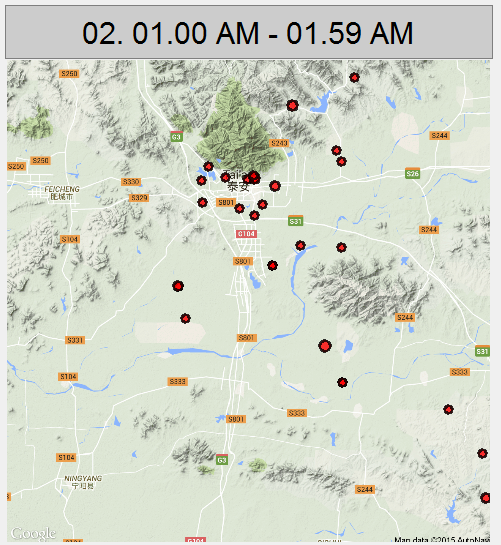 02. 01.00 AM - 01.59 AM
S250
S244
G3
S243
S250
S250
S330
S26
FEICHENG
肥城市
泰安
S329
S801
S31
S244
S104
G104
S801
S244
S331
S801
S31
S104
S333
S333
S333
S801
S104
G3
NINGYANG
宁阳县
S244
Google
G104
Map data ©2015 AutoNavi